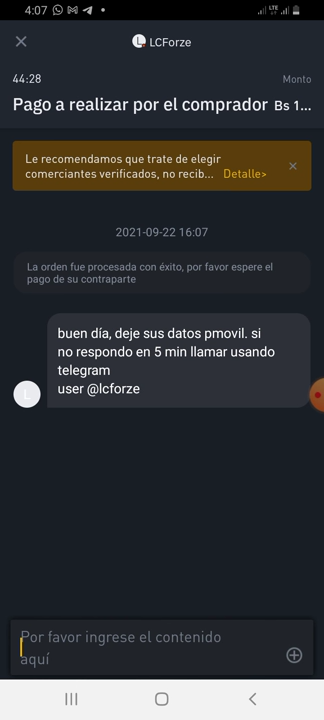 4:07
LTE
LCForze
44:28
Monto
Pago a realizar por el comprador Bs 1...
Le recomendamos que trate de elegir
comerciantes verificados, no recib... Detalle>
2021-09-22 16:07
La orden fue procesada con éxito, por favor espere el
pago de su contraparte
buen día, deje sus datos pmovil. si
no respondo en 5 min llamar usando
telegram
user @lcforze
L
Por favor ingrese el contenido
aquí